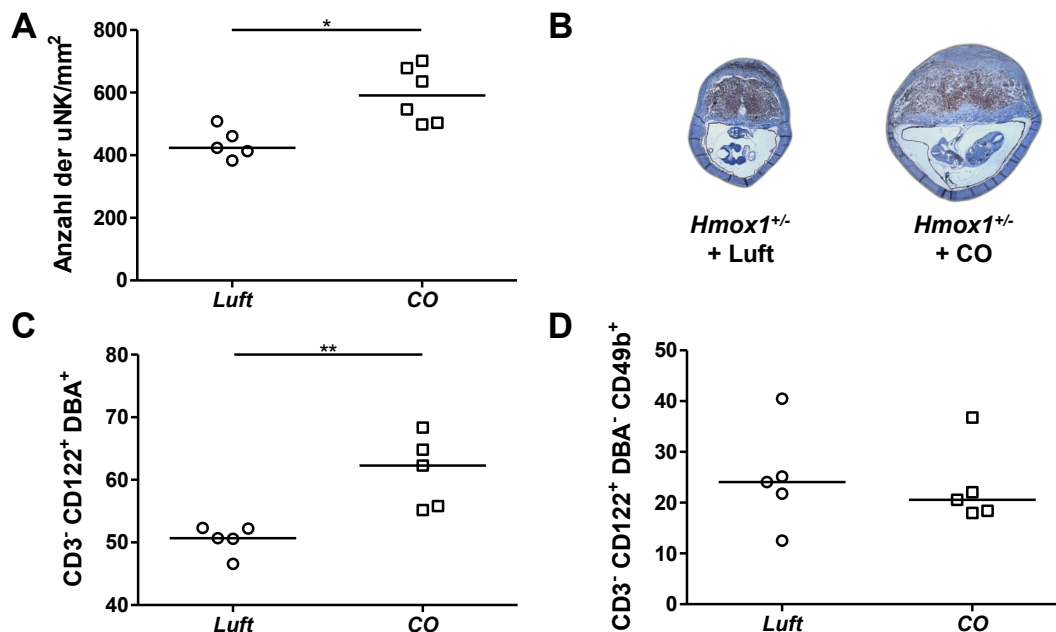 A
*
Anzahl der uNK/mm²
800
600
400
200
0
Luft CO
B
Hmox1⁺/⁻
+ Luft
Hmox1⁺/⁻
+ CO
C
**
CD3⁻ CD122⁺ DBA⁺
80
70
60
50
40
Luft CO
D
CD3⁻ CD122⁺ DBA⁻ CD49b⁺
50
40
30
20
10
0
Luft CO